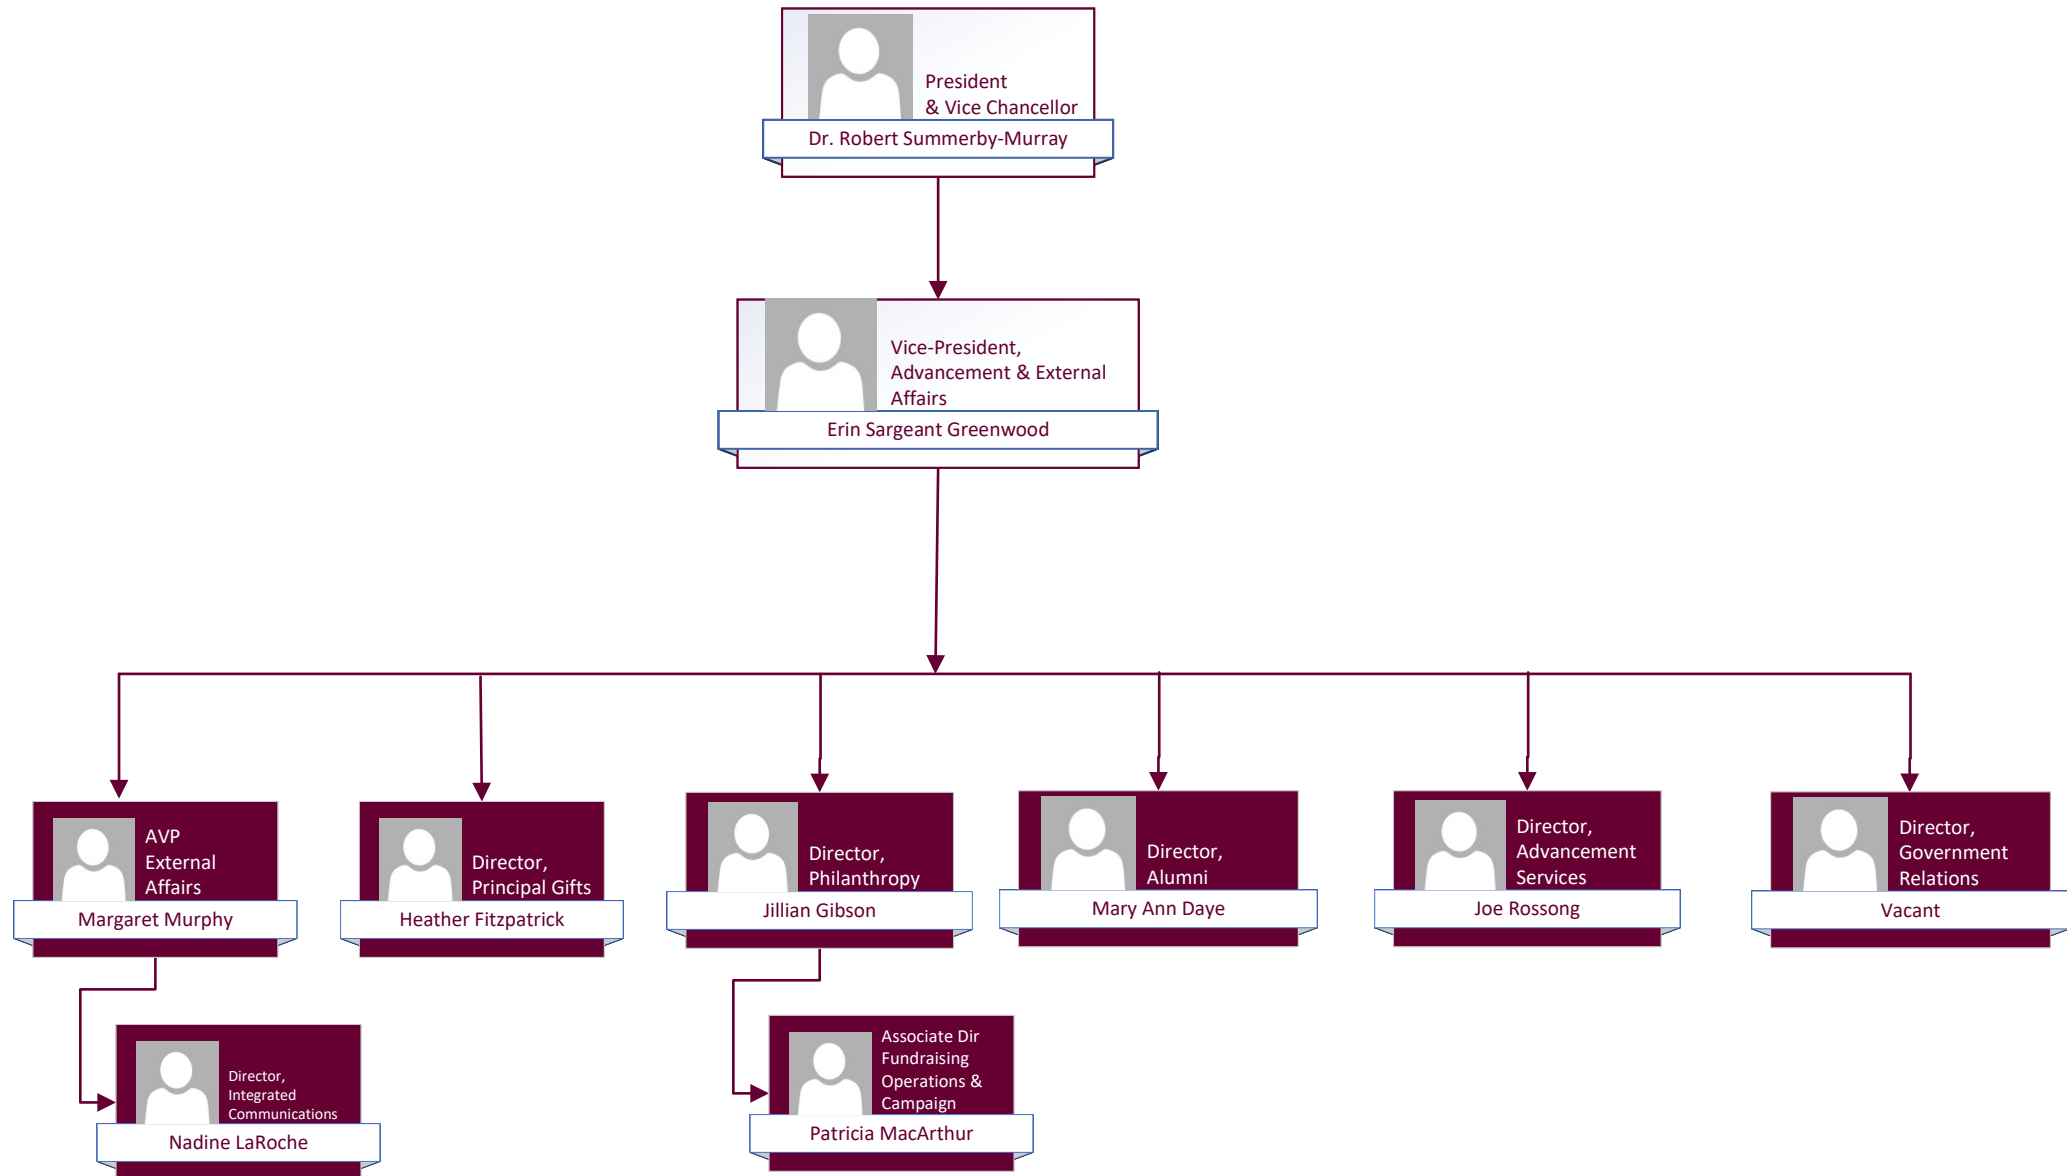 President
& Vice Chancellor
Dr. Robert Summerby-Murray
Vice-President,
Advancement & External
Affairs
Erin Sargeant Greenwood
AVP
External
Affairs
Margaret Murphy
Director,
Principal Gifts
Heather Fitzpatrick
Director,
Philanthropy
Jillian Gibson
Director,
Alumni
Mary Ann Daye
Director,
Advancement
Services
Joe Rossong
Director,
Government
Relations
Vacant
Director,
Integrated
Communications
Nadine LaRoche
Associate Dir
Fundraising
Operations &
Campaign
Patricia MacArthur